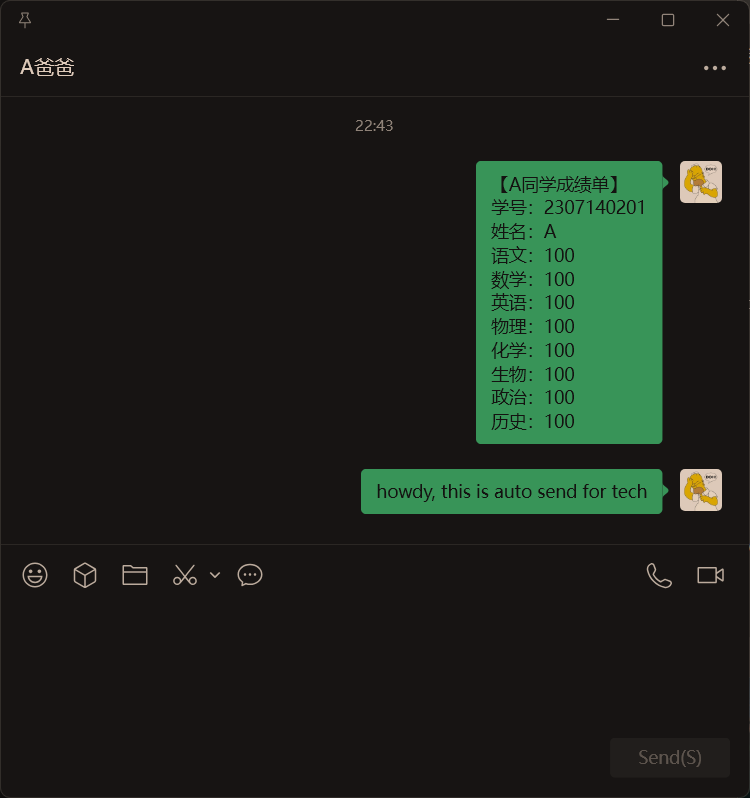 A爸爸
22:43
【A同学成绩单】
学号：2307140201
姓名：A
语文：100
数学：100
英语：100
物理：100
化学：100
生物：100
政治：100
历史：100
howdy, this is auto send for tech
Send(S)